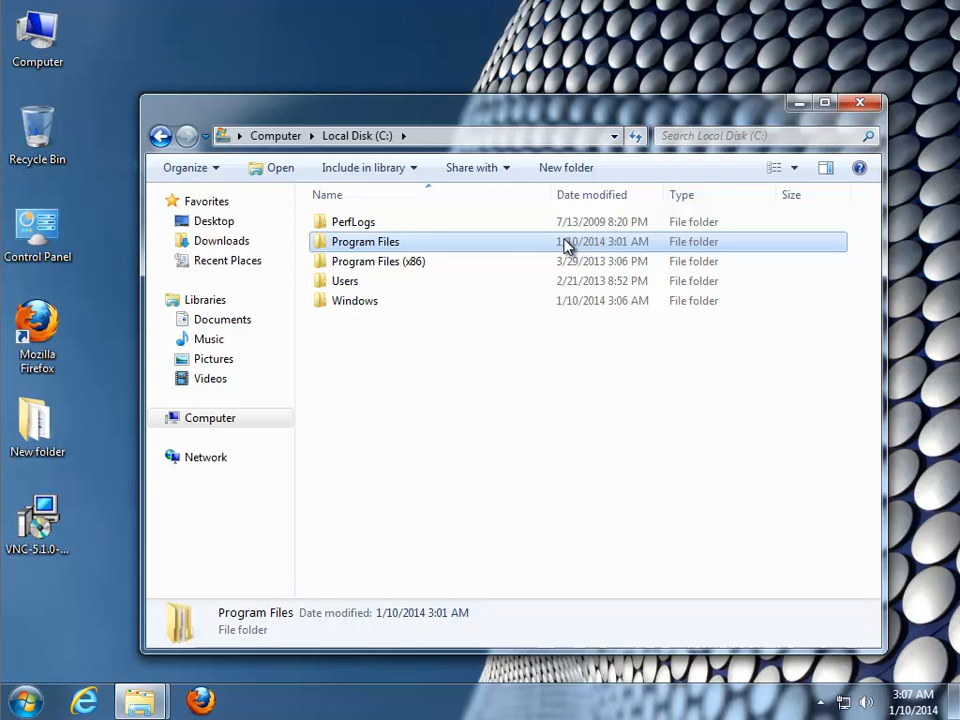 Computer
Recycle Bin
Control Panel
Mozilla
Firefox
New folder
VNC-5.1.0-...
Computer Local Disk (C:)
Search Local Disk (C:)
Organize Open Include in library Share with New folder
Favorites
Desktop
Downloads
Recent Places
Libraries
Documents
Music
Pictures
Videos
Computer
Network
Name Date modified Type Size
PerfLogs 7/13/2009 8:20 PM File folder
Program Files 1/10/2014 3:01 AM File folder
Program Files (x86) 3/29/2013 3:06 PM File folder
Users 2/21/2013 8:52 PM File folder
Windows 1/10/2014 3:06 AM File folder
Program Files Date modified: 1/10/2014 3:01 AM
File folder
3:07 AM
1/10/2014